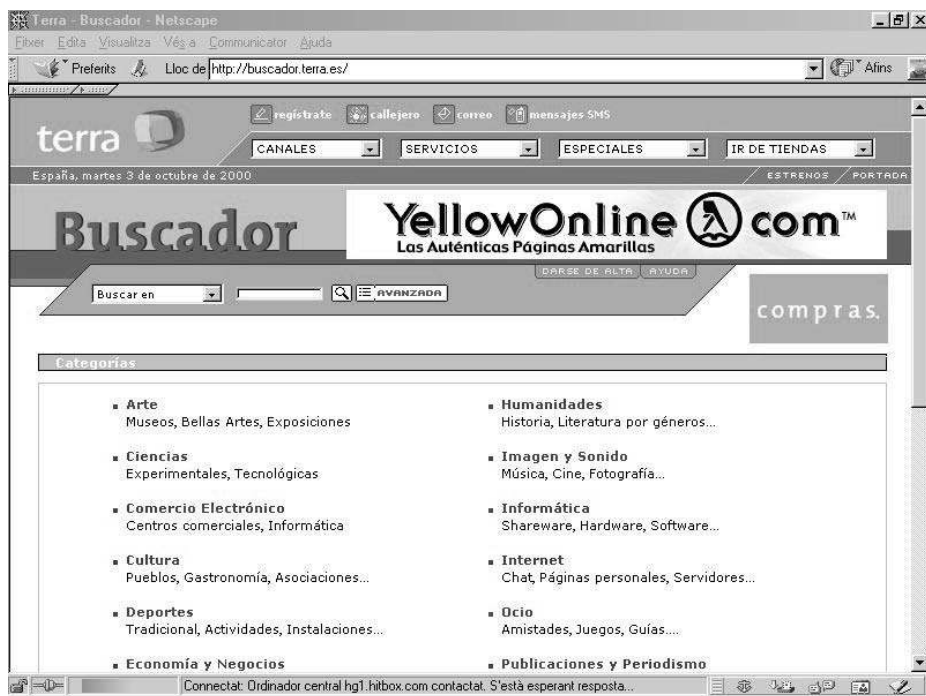 Terra - Buscador - Netscape
Fitxer Edita Visualitza Vés a Communicator Ajuda
Preferits Lloc de http://buscador.terra.es/ Afins
terra
regístrate callejero correo mensajes SMS
CANALES SERVICIOS ESPECIALES IR DE TIENDAS
España, martes 3 de octubre de 2000 ESTRENOS PORTADA
Buscador
YellowOnline.com™
Las Auténticas Páginas Amarillas
DARSE DE ALTA AYUDA
Buscar en AVANZADA
compras.
Categorías
Arte
Museos, Bellas Artes, Exposiciones
Ciencias
Experimentales, Tecnológicas
Comercio Electrónico
Centros comerciales, Informática
Cultura
Pueblos, Gastronomía, Asociaciones...
Deportes
Tradicional, Actividades, Instalaciones...
Economía y Negocios
Humanidades
Historia, Literatura por géneros...
Imagen y Sonido
Música, Cine, Fotografía...
Informática
Shareware, Hardware, Software...
Internet
Chat, Páginas personales, Servidores...
Ocio
Amistades, Juegos, Guías....
Publicaciones y Periodismo
Connectat: Ordinador central hg1.hitbox.com contactat. S'està esperant resposta...